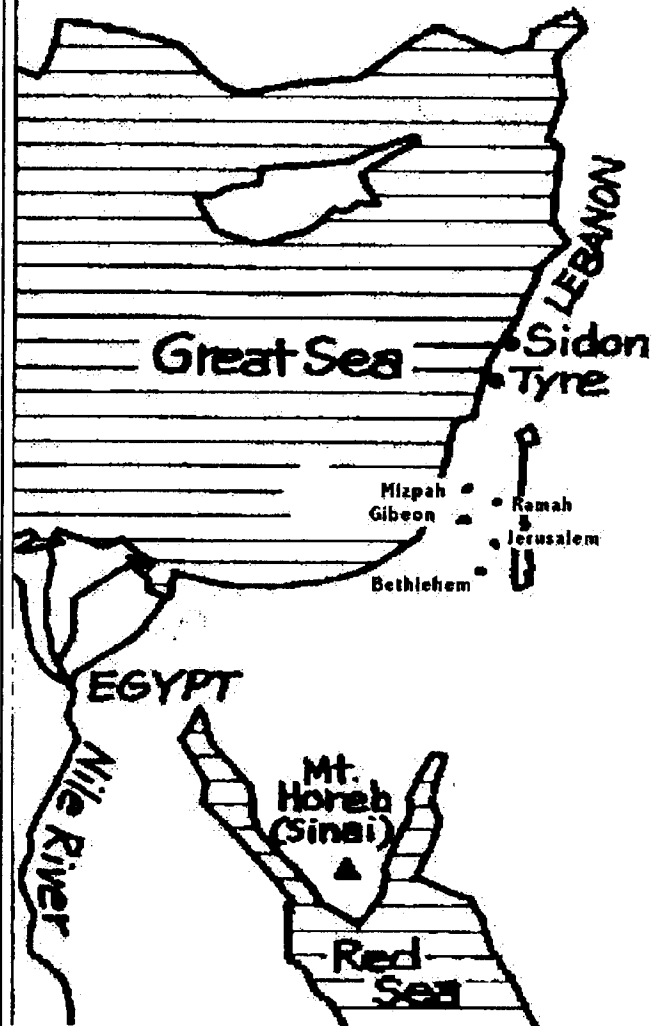 LEBANON
Great Sea
Sidon
Tyre
Mizpah
Ramah
Gibeon
Jerusalem
Bethlehem
EGYPT
Nile River
Mt.
Horeb
(Sinai)
Red
Sea